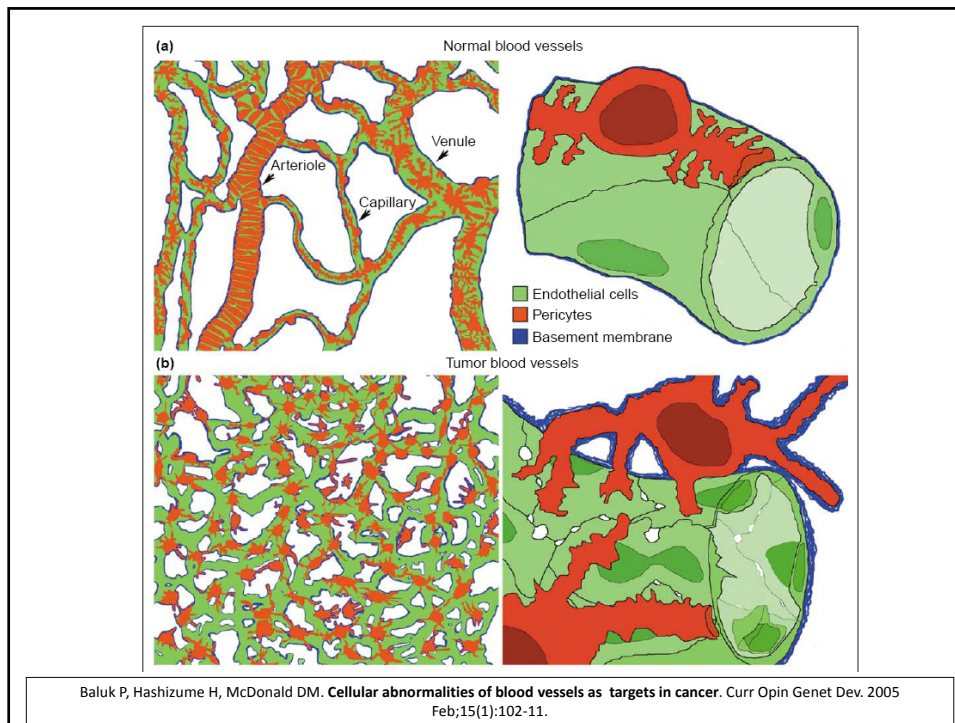 (a) Normal blood vessels
Venule
Arteriole
Capillary
Endothelial cells
Pericytes
Basement membrane
(b) Tumor blood vessels
Baluk P, Hashizume H, McDonald DM. Cellular abnormalities of blood vessels as targets in cancer. Curr Opin Genet Dev. 2005
Feb;15(1):102-11.